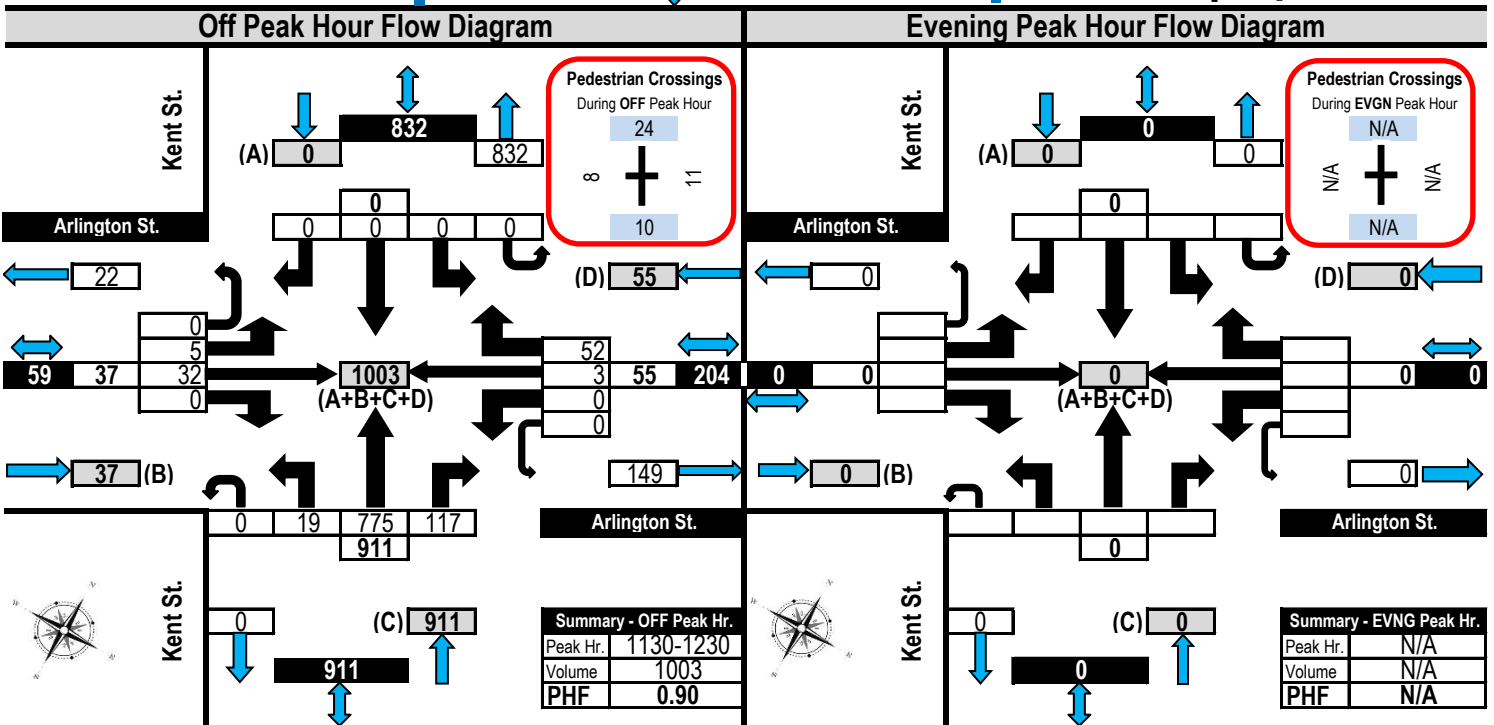 Off Peak Hour Flow Diagram
Kent St.
832
(A) 0 832
Pedestrian Crossings
During OFF Peak Hour
24
8 11
10
0
0 0 0 0
Arlington St.
22
(D) 55
0
5
32
0
59 37
1003
(A+B+C+D)
52
3
0
0
55 204
37 (B)
149
0 19 775 117
911
Arlington St.
Kent St.
0
(C) 911
911
Summary - OFF Peak Hr.
Peak Hr. 1130-1230
Volume 1003
PHF 0.90
Evening Peak Hour Flow Diagram
Kent St.
0
(A) 0 0
Pedestrian Crossings
During EVGN Peak Hour
N/A
N/A N/A
N/A
0
Arlington St.
0
(D) 0
0 0
0
(A+B+C+D)
0 0
0 (B)
0
0
Arlington St.
Kent St.
0
(C) 0
0
Summary - EVNG Peak Hr.
Peak Hr. N/A
Volume N/A
PHF N/A